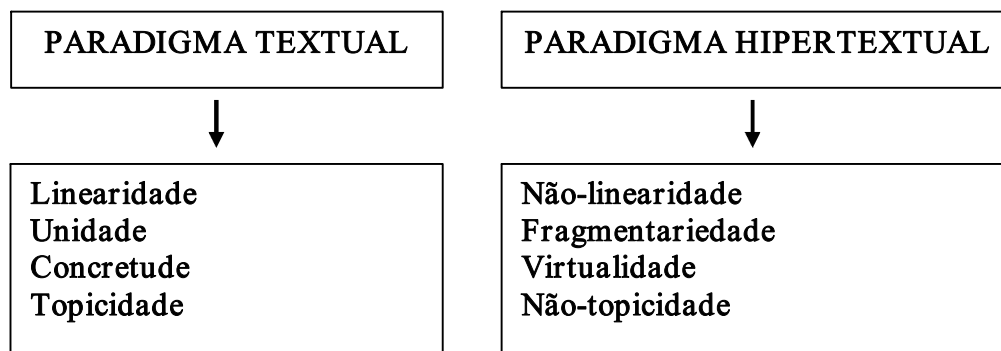 PARADIGMA TEXTUAL
Linearidade
Unidade
Concretude
Topicidade
PARADIGMA HIPERTEXTUAL
Não-linearidade
Fragmentariedade
Virtualidade
Não-topicidade